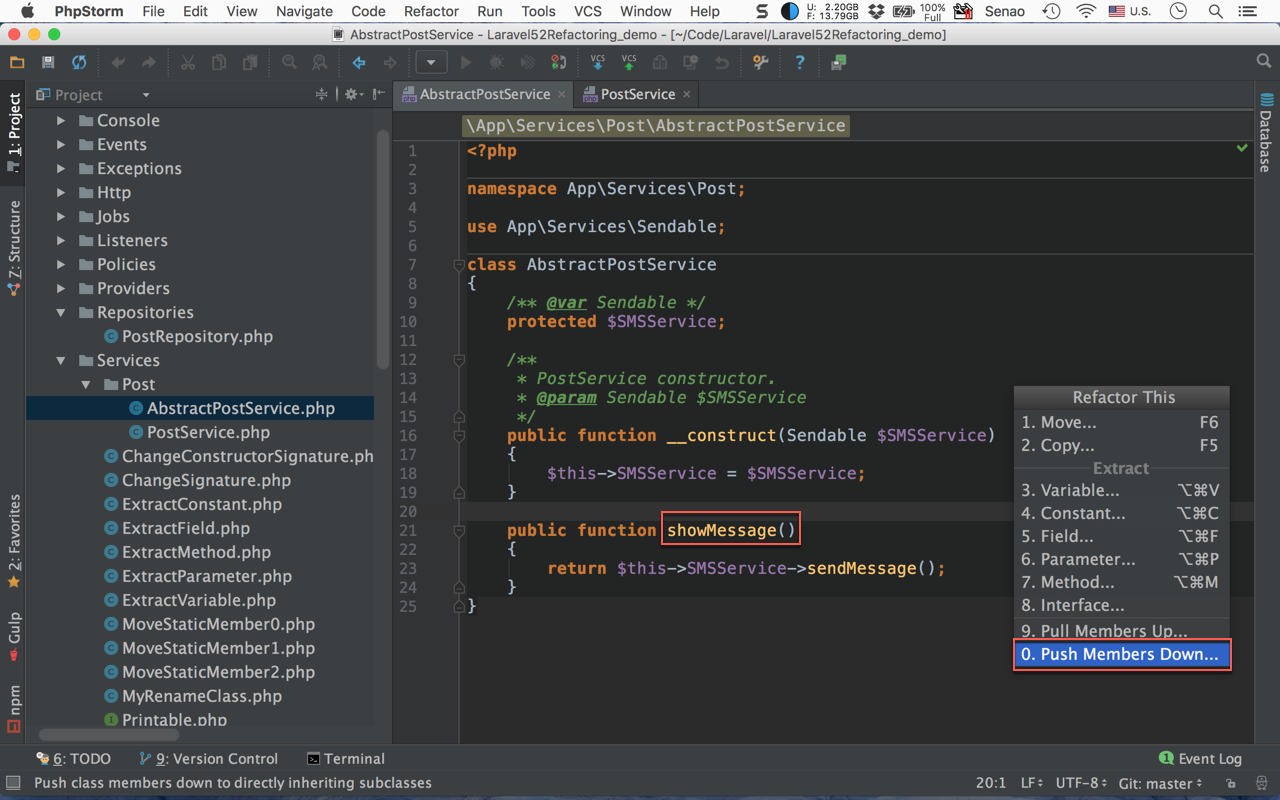 PhpStorm File Edit View Navigate Code Refactor Run Tools VCS Window Help U: 2.20GB F: 13.79GB 100% Full Senao U.S.
AbstractPostService - Laravel52Refactoring_demo - [~/Code/Laravel/Laravel52Refactoring_demo]
VCS VCS
Project
AbstractPostService
PostService
1: Project
Z: Structure
2: Favorites
Gulp
npm
Console
Events
Exceptions
Http
Jobs
Listeners
Policies
Providers
Repositories
PostRepository.php
Services
Post
AbstractPostService.php
PostService.php
ChangeConstructorSignature.ph
ChangeSignature.php
ExtractConstant.php
ExtractField.php
ExtractMethod.php
ExtractParameter.php
ExtractVariable.php
MoveStaticMember0.php
MoveStaticMember1.php
MoveStaticMember2.php
MyRenameClass.php
Printable.php
\App\Services\Post\AbstractPostService
1 <?php
2
3 namespace App\Services\Post;
4
5 use App\Services\Sendable;
6
7 class AbstractPostService
8 {
9 /** @var Sendable */
10 protected $SMSService;
11
12 /**
13 * PostService constructor.
14 * @param Sendable $SMSService
15 */
16 public function __construct(Sendable $SMSService)
17 {
18 $this->SMSService = $SMSService;
19 }
20
21 public function showMessage()
22 {
23 return $this->SMSService->sendMessage();
24 }
25 }
Refactor This
1. Move... F6
2. Copy... F5
Extract
3. Variable... ⌥⌘V
4. Constant... ⌥⌘C
5. Field... ⌥⌘F
6. Parameter... ⌥⌘P
7. Method... ⌥⌘M
8. Interface...
9. Pull Members Up...
0. Push Members Down...
Database
6: TODO 9: Version Control Terminal 1 Event Log
Push class members down to directly inheriting subclasses 20:1 LF UTF-8 Git: master